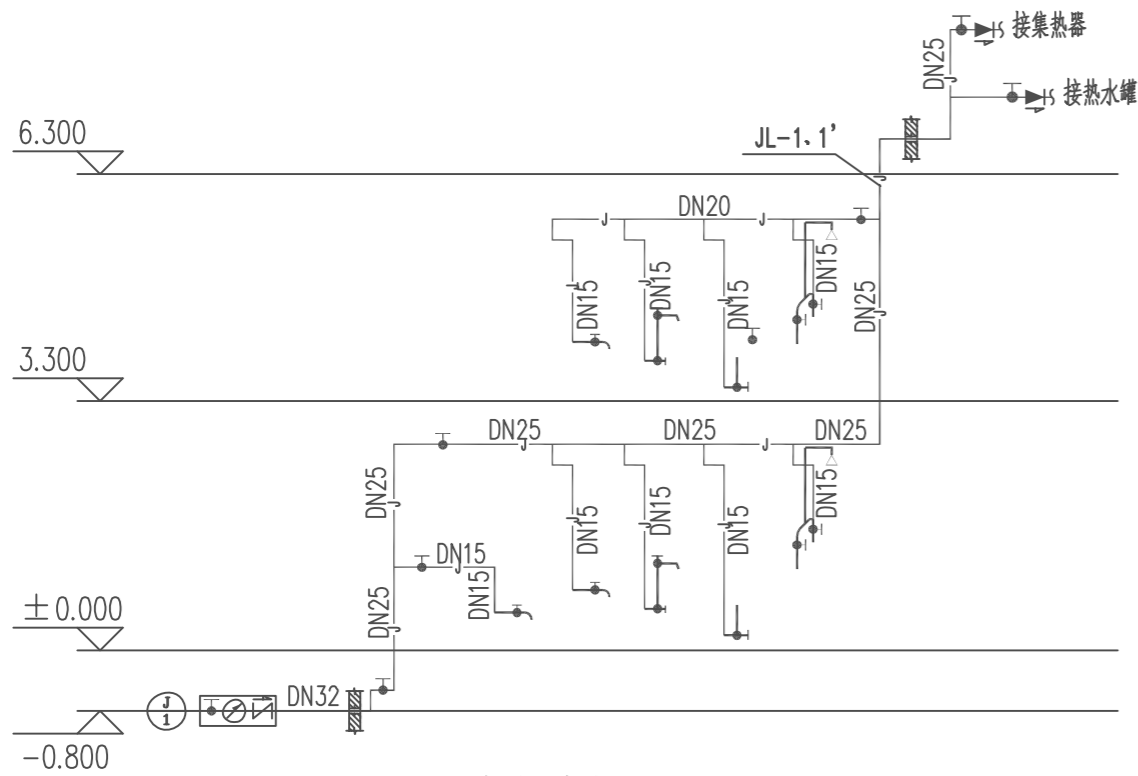 接集热器
DN25
接热水罐
6.300
JL-1、1'
DN20
J
J
J
J
DN15
DN15
DN15
DN15
DN25
J
J
J
J
3.300
DN25
DN25
DN25
J
J
DN25
J
DN15
DN15
DN15
DN15
J
J
J
DN15
J
DN15
DN25
J
±0.000
J
1
DN32
-0.800